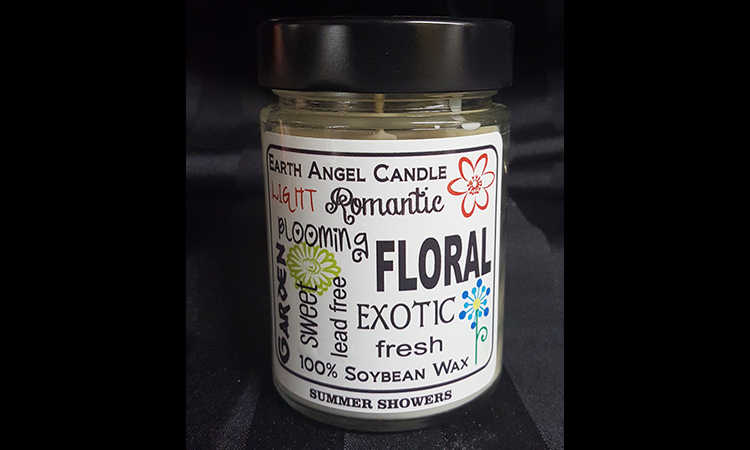 EARTH ANGEL CANDLE
LIGHT Romantic
Blooming
FLORAL
GARDEN
sweet
lead free
EXOTIC
fresh
100% SOYBEAN WAX
SUMMER SHOWERS